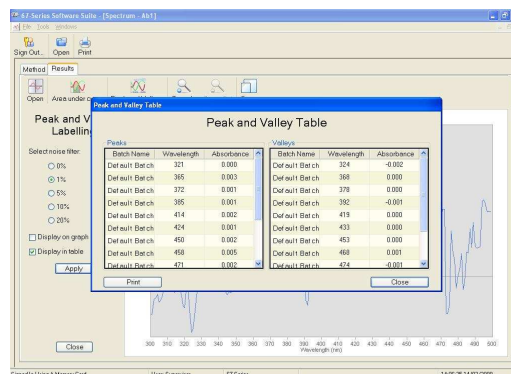 67 Series Software Suite - [Spectrum - Ab1]
File Tools Windows
Sign Out... Open Print
Method Results
Open Area under c
Peak and Valley Table
Peak and V
Labelling
Select noise filter
0%
1%
5%
10%
20%
Display on graph
Display in table
Apply
Close
Peak and Valley Table
Peaks
Batch Name Wavelength Absorbance
Default Batch 321 0.000
Default Batch 365 0.003
Default Batch 372 0.001
Default Batch 385 0.001
Default Batch 414 0.002
Default Batch 424 0.001
Default Batch 450 0.002
Default Batch 458 0.005
Default Batch 471 0.002
Valleys
Batch Name Wavelength Absorbance
Default Batch 324 -0.002
Default Batch 368 0.000
Default Batch 378 0.000
Default Batch 392 -0.001
Default Batch 419 0.000
Default Batch 433 0.000
Default Batch 453 0.000
Default Batch 468 0.001
Default Batch 474 -0.001
Print Close
300 310 320 330 340 350 360 370 380 390 400 410 420 430 440 450 460 470 480 490 500
Wavelength (nm)